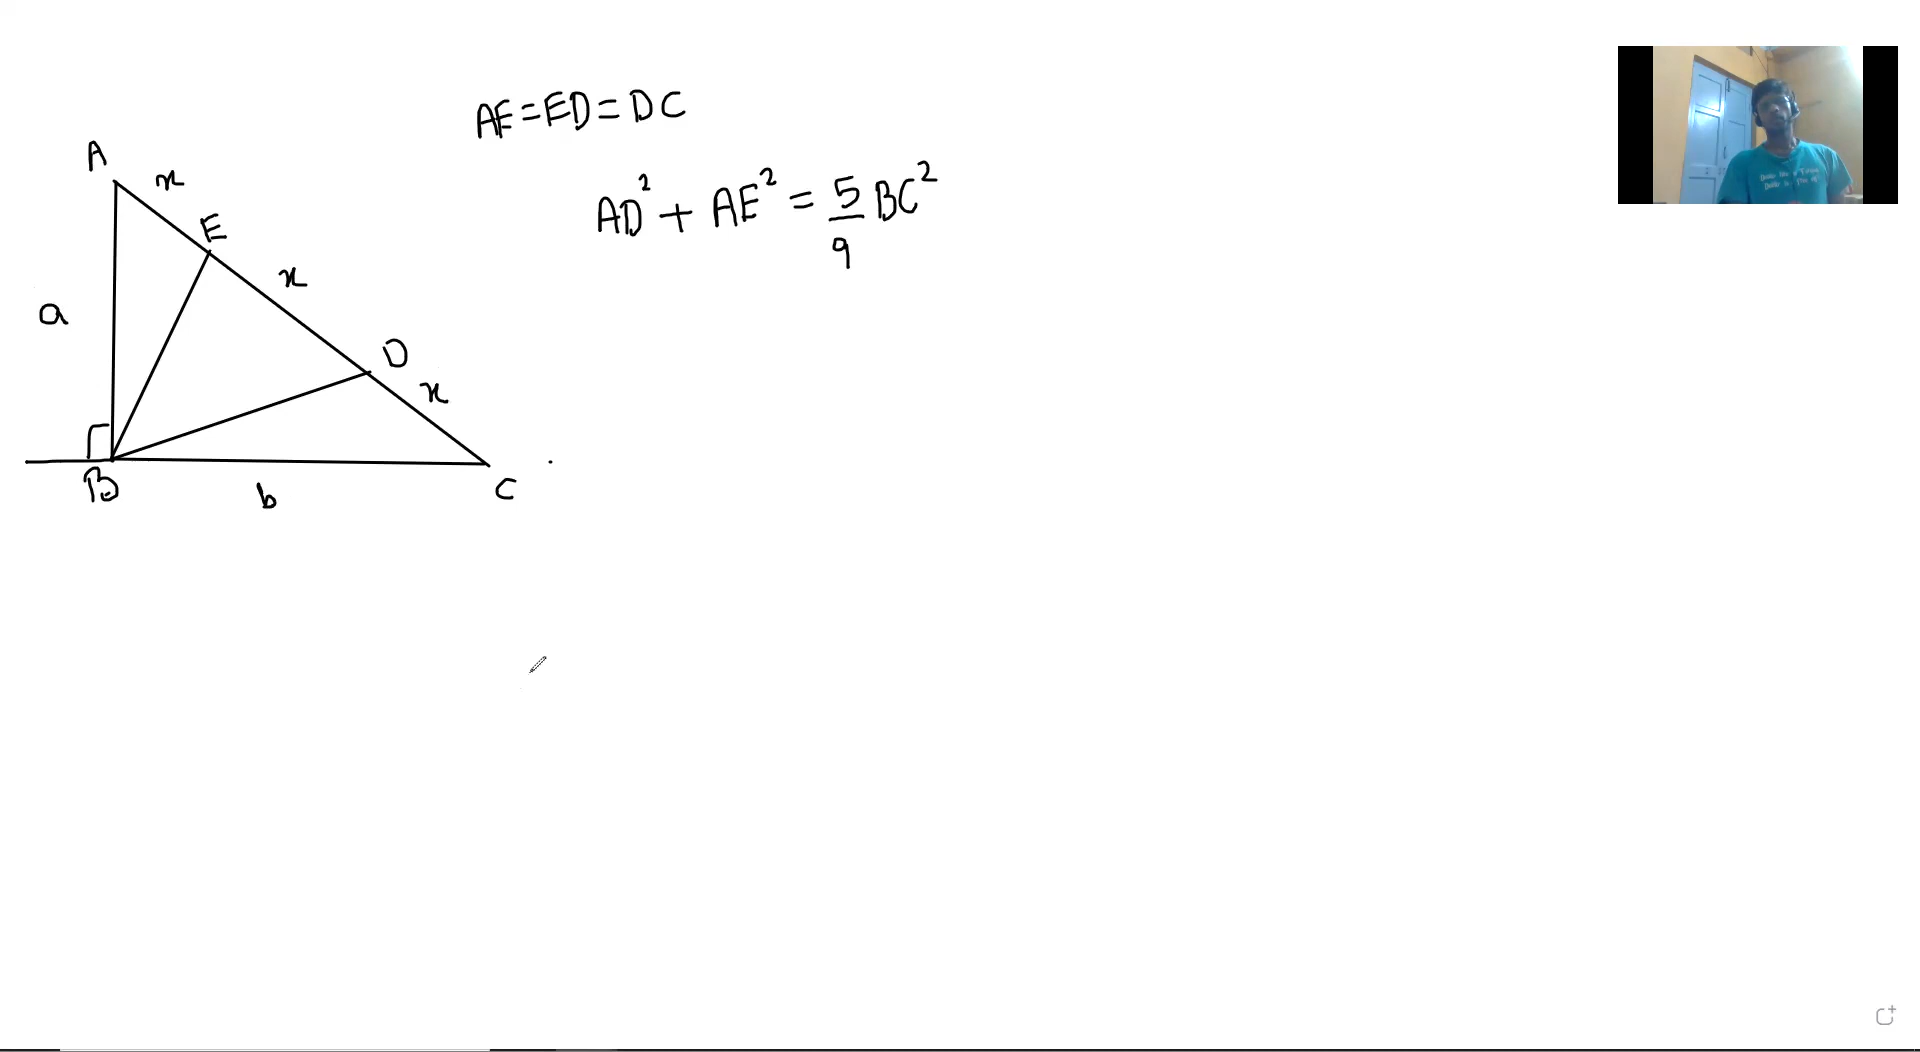 AE=ED=DC
AD² + AE² = 5/9 BC²
A
x
E
x
a
D
x
B
b
C